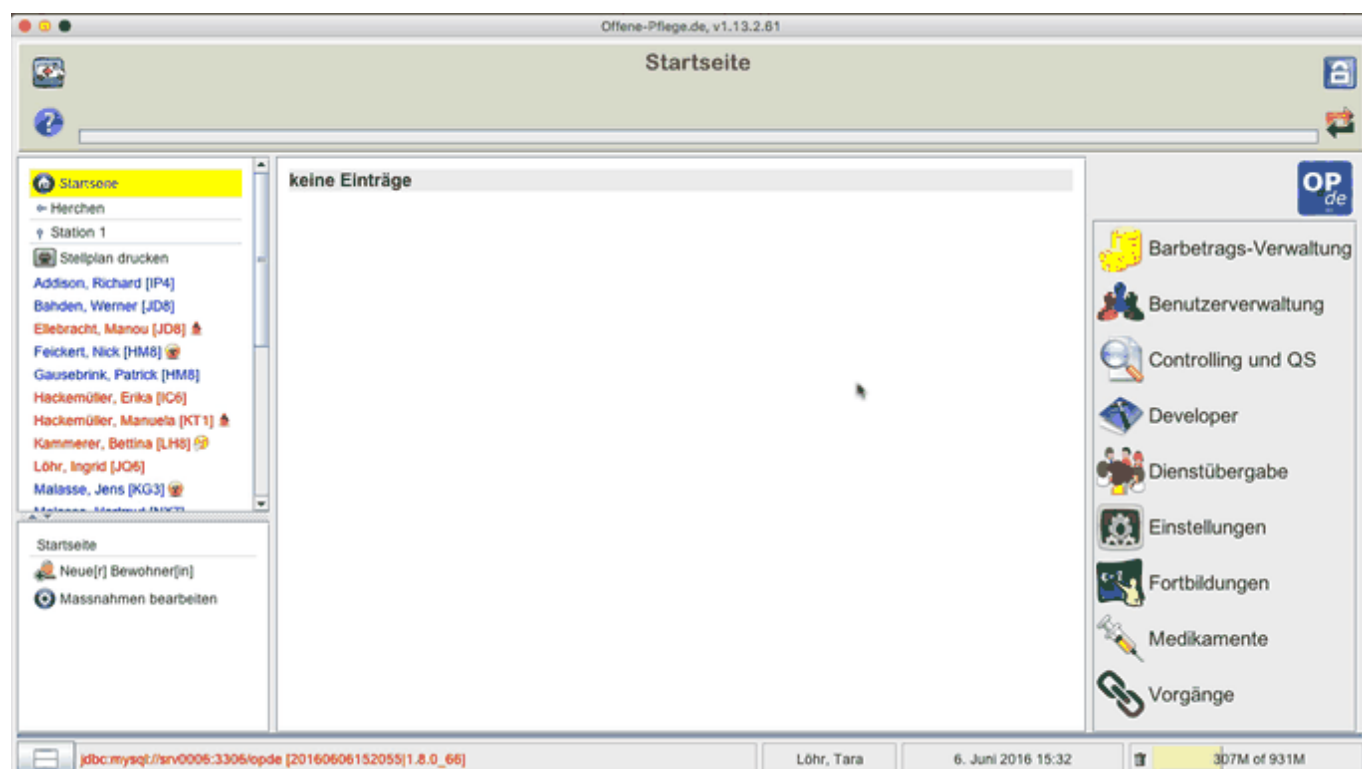 Offene-Pflege.de, v1.13.2.61
Startseite
Startseite
Herchen
Station 1
Stellplan drucken
Addison, Richard [IP4]
Bahden, Werner [JD8]
Ellebracht, Manou [JD8]
Feickert, Nick [HM8]
Gausebrink, Patrick [HM8]
Hackemüller, Erika [IC6]
Hackemüller, Manuela [KT1]
Kammerer, Bettina [LH8]
Löhr, Ingrid [JQ6]
Malasse, Jens [KG3]
Startseite
Neue[r] Bewohner[in]
Massnahmen bearbeiten
keine Einträge
OP
de
Barbetrags-Verwaltung
Benutzerverwaltung
Controlling und QS
Developer
Dienstübergabe
Einstellungen
Fortbildungen
Medikamente
Vorgänge
jdbc:mysql://srv0006:3306/opde [20160606152055|1.8.0_66]
Löhr, Tara
6. Juni 2016 15:32
307M of 931M